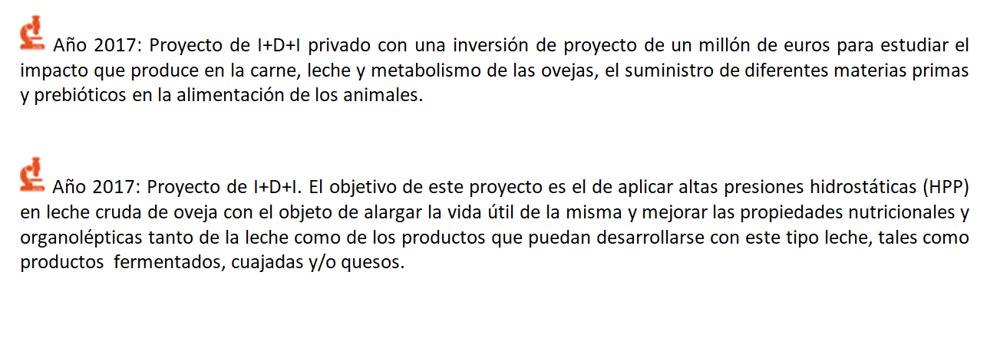 Año 2017: Proyecto de I+D+I privado con una inversión de proyecto de un millón de euros para estudiar el
impacto que produce en la carne, leche y metabolismo de las ovejas, el suministro de diferentes materias primas
y prebióticos en la alimentación de los animales.
Año 2017: Proyecto de I+D+I. El objetivo de este proyecto es el de aplicar altas presiones hidrostáticas (HPP)
en leche cruda de oveja con el objeto de alargar la vida útil de la misma y mejorar las propiedades nutricionales y
organolépticas tanto de la leche como de los productos que puedan desarrollarse con este tipo leche, tales como
productos  fermentados, cuajadas y/o quesos.